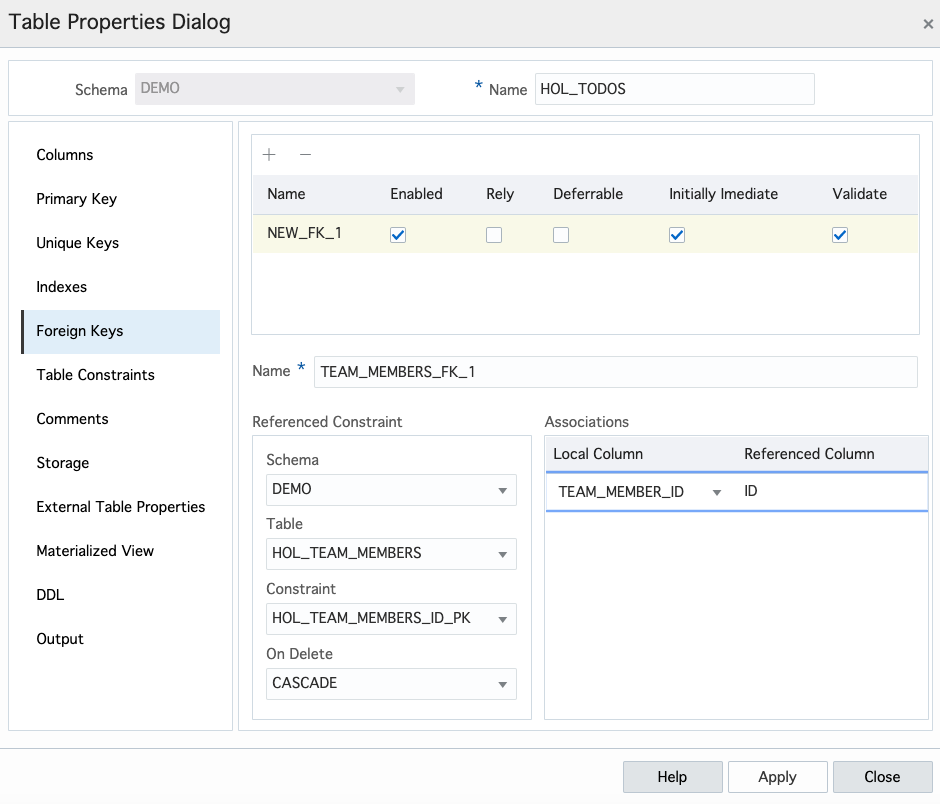 Table Properties Dialog ×
Schema DEMO * Name HOL_TODOS
Columns
Primary Key
Unique Keys
Indexes
Foreign Keys
Table Constraints
Comments
Storage
External Table Properties
Materialized View
DDL
Output
+ −
Name Enabled Rely Deferrable Initially Imediate Validate
NEW_FK_1
Name * TEAM_MEMBERS_FK_1
Referenced Constraint
Schema
DEMO
Table
HOL_TEAM_MEMBERS
Constraint
HOL_TEAM_MEMBERS_ID_PK
On Delete
CASCADE
Associations
Local Column Referenced Column
TEAM_MEMBER_ID ID
Help Apply Close